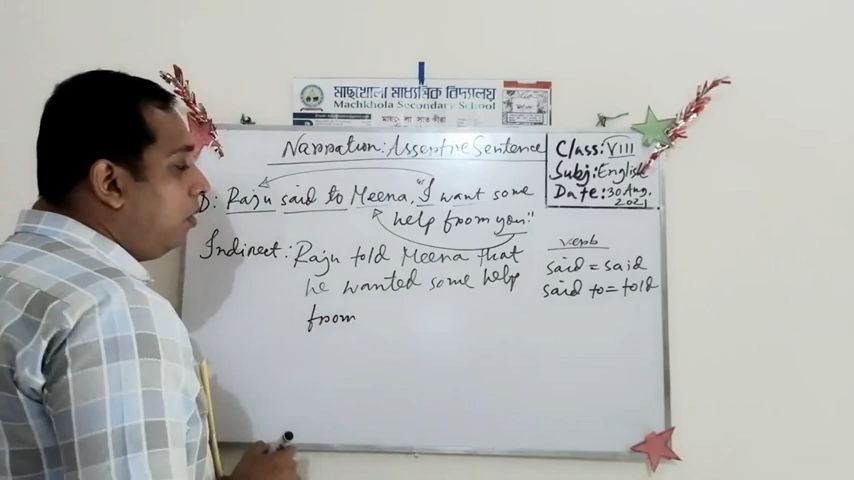 মাছখোলা মাধ্যমিক বিদ্যালয়
Machkhola Secondary School
Narration: Assertive Sentence
Class: VIII
Subj: English
Date: 30 Aug. 2021
D: Raju said to Meena, "I want some
help from you."
Indirect: Raju told Meena that
he wanted some help
from
verb
said = said
said to = told